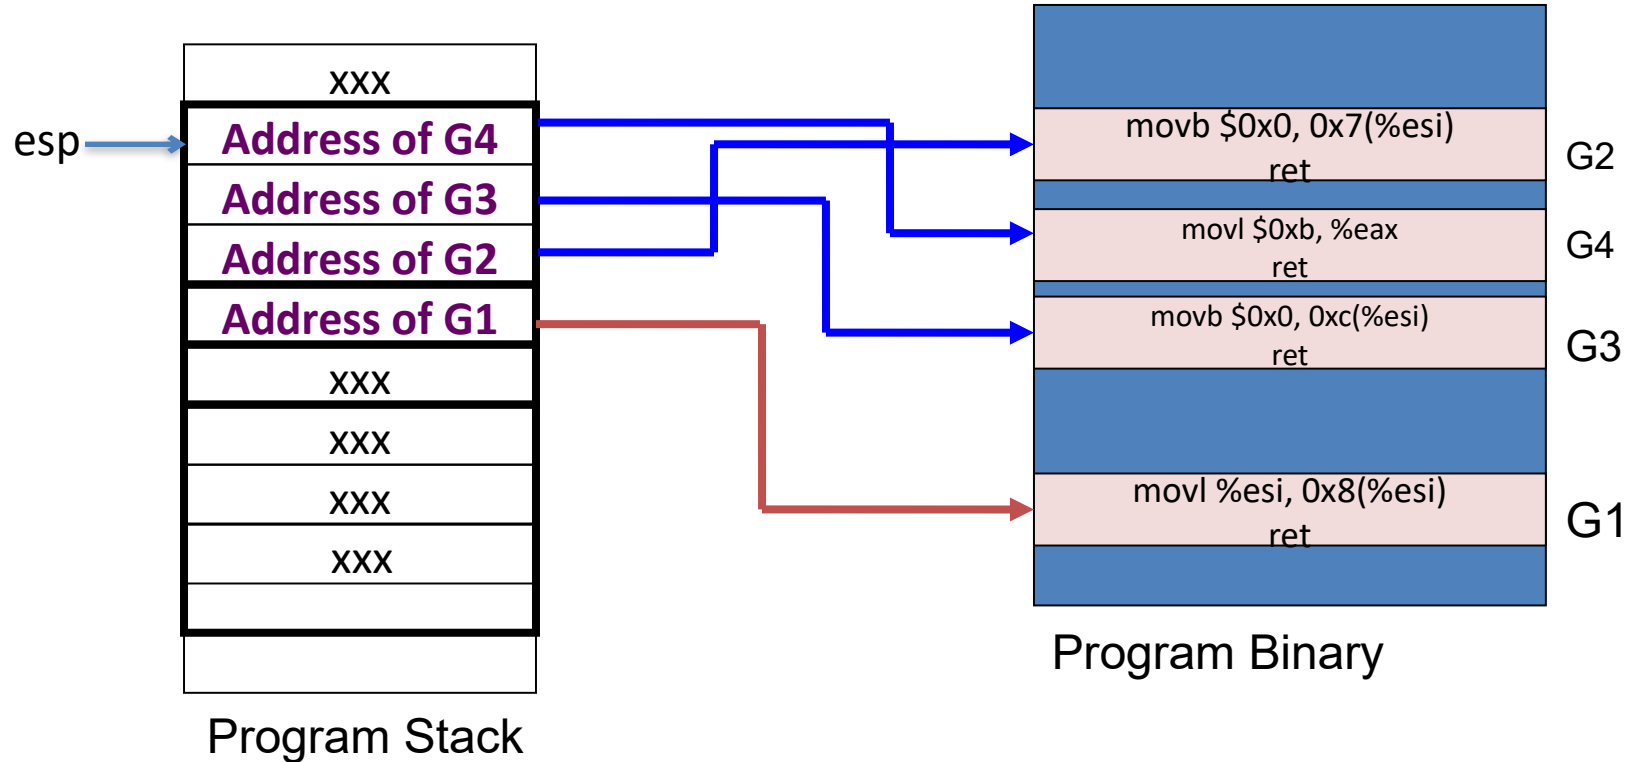 xxx
esp
Address of G4
Address of G3
Address of G2
Address of G1
xxx
xxx
xxx
xxx
Program Stack
movb $0x0, 0x7(%esi)
ret
G2
movl $0xb, %eax
ret
G4
movb $0x0, 0xc(%esi)
ret
G3
movl %esi, 0x8(%esi)
ret
G1
Program Binary